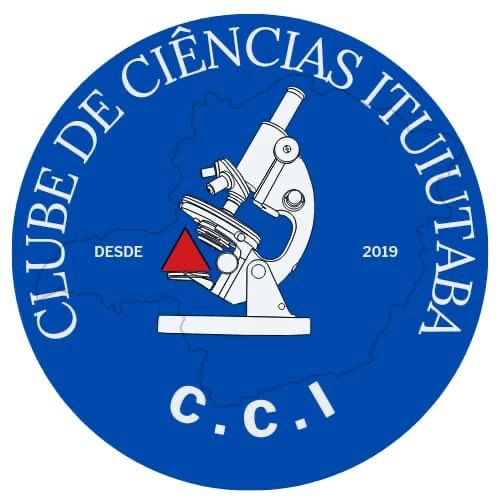 CLUBE DE CIÊNCIAS ITUIUTABA
DESDE
2019
C.C.I